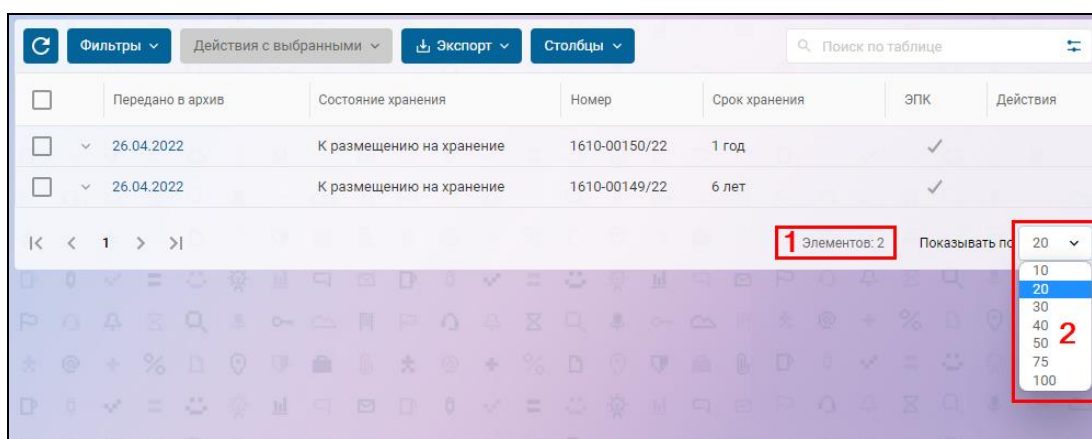 Фильтры Действия с выбранными Экспорт Столбцы Поиск по таблице
Передано в архив Состояние хранения Номер Срок хранения ЭПК Действия
26.04.2022 К размещению на хранение 1610-00150/22 1 год
26.04.2022 К размещению на хранение 1610-00149/22 6 лет
1 1 Элементов: 2 Показывать по 20
10
20
30
40
50
2
75
100